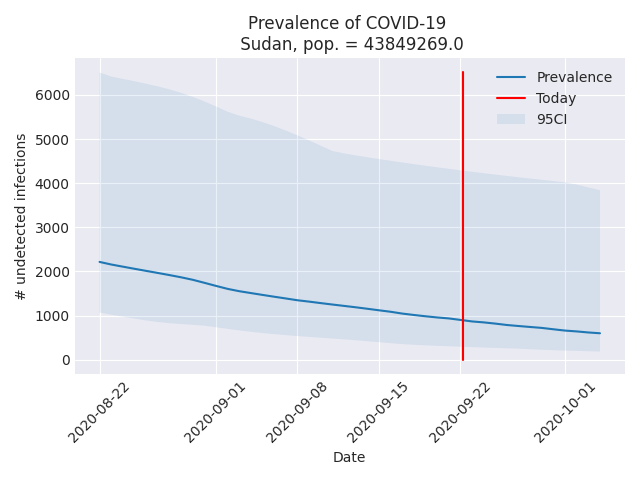 Prevalence of COVID-19
Sudan, pop. = 43849269.0
Prevalence
Today
95CI
# undetected infections
6000
5000
4000
3000
2000
1000
0
2020-08-22
2020-09-01
2020-09-08
2020-09-15
2020-09-22
2020-10-01
Date